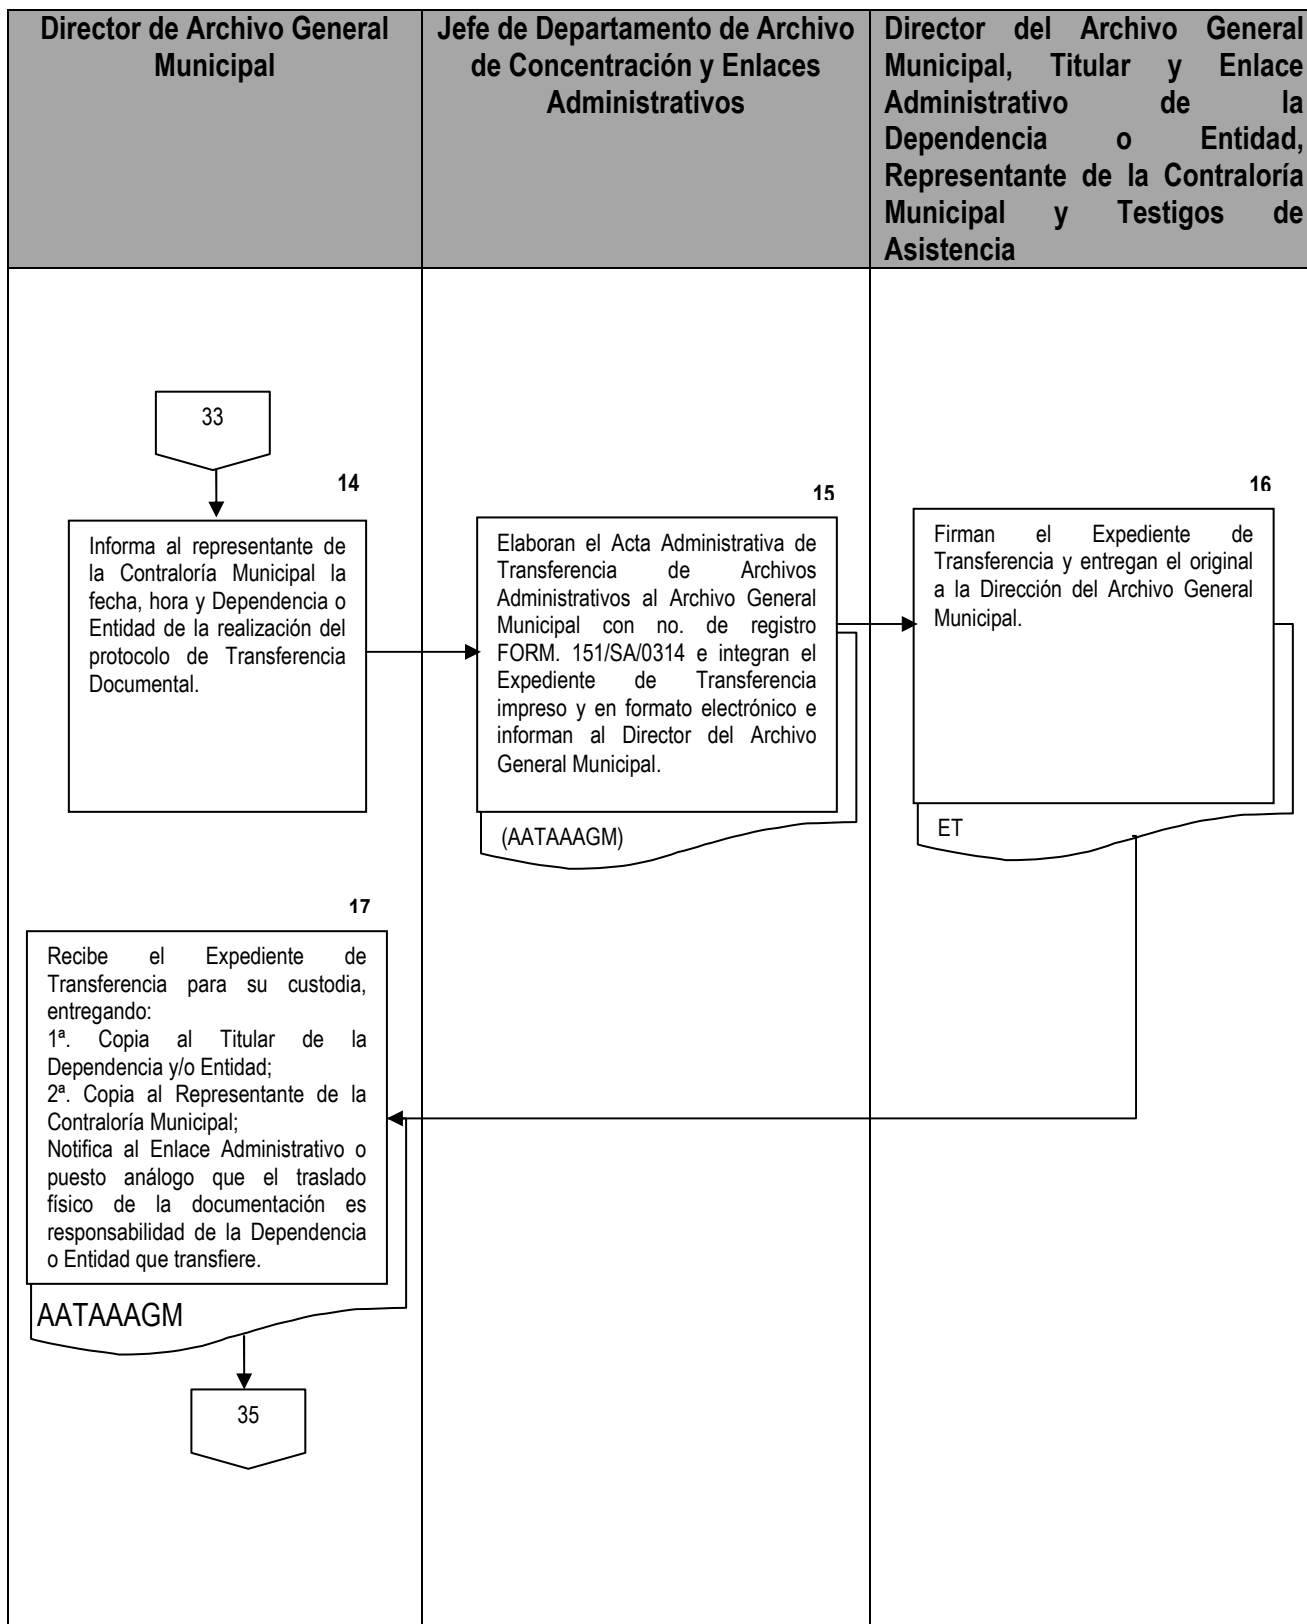 Director de Archivo General
Municipal
Jefe de Departamento de Archivo
de Concentración y Enlaces
Administrativos
Director del Archivo General
Municipal, Titular y Enlace
Administrativo de la
Dependencia o Entidad,
Representante de la Contraloría
Municipal y Testigos de
Asistencia
33
14
Informa al representante de
la Contraloría Municipal la
fecha, hora y Dependencia o
Entidad de la realización del
protocolo de Transferencia
Documental.
15
Elaboran el Acta Administrativa de
Transferencia de Archivos
Administrativos al Archivo General
Municipal con no. de registro
FORM. 151/SA/0314 e integran el
Expediente de Transferencia
impreso y en formato electrónico e
informan al Director del Archivo
General Municipal.
(AATAAAGM)
16
Firman el Expediente de
Transferencia y entregan el original
a la Dirección del Archivo General
Municipal.
ET
17
Recibe el Expediente de
Transferencia para su custodia,
entregando:
1ª. Copia al Titular de la
Dependencia y/o Entidad;
2ª. Copia al Representante de la
Contraloría Municipal;
Notifica al Enlace Administrativo o
puesto análogo que el traslado
físico de la documentación es
responsabilidad de la Dependencia
o Entidad que transfiere.
AATAAAGM
35